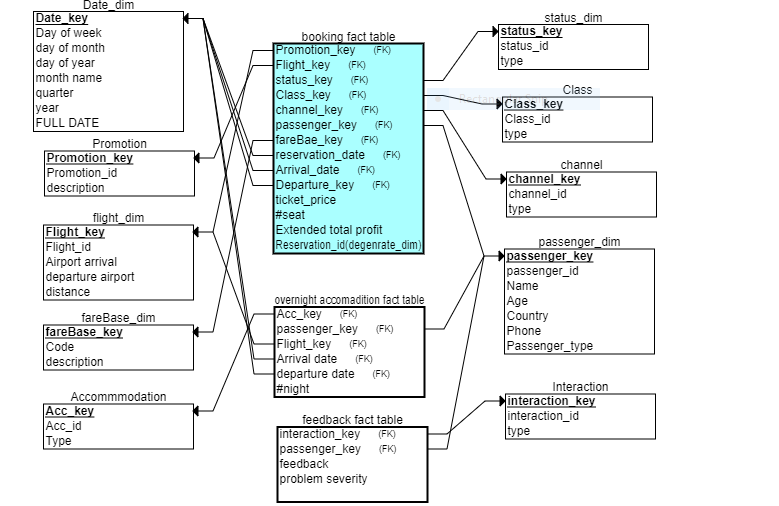 Date_dim
Date_key
Day of week
day of month
day of year
month name
quarter
year
FULL DATE
Promotion
Promotion_key
Promotion_id
description
flight_dim
Flight_key
Flight_id
Airport arrival
departure airport
distance
fareBase_dim
fareBase_key
Code
description
Accommmodation
Acc_key
Acc_id
Type
booking fact table
Promotion_key (FK)
Flight_key (FK)
status_key (FK)
Class_key (FK)
channel_key (FK)
passenger_key (FK)
fareBae_key (FK)
reservation_date (FK)
Arrival_date (FK)
Departure_key (FK)
ticket_price
#seat
Extended total profit
Reservation_id(degenrate_dim)
overnight accomadition fact table
Acc_key (FK)
passenger_key (FK)
Flight_key (FK)
Arrival date (FK)
departure date (FK)
#night
feedback fact table
interaction_key (FK)
passenger_key (FK)
feedback
problem severity
status_dim
status_key
status_id
type
Class
Class_key
Class_id
type
channel
channel_key
channel_id
type
passenger_dim
passenger_key
passenger_id
Name
Age
Country
Phone
Passenger_type
Interaction
interaction_key
interaction_id
type